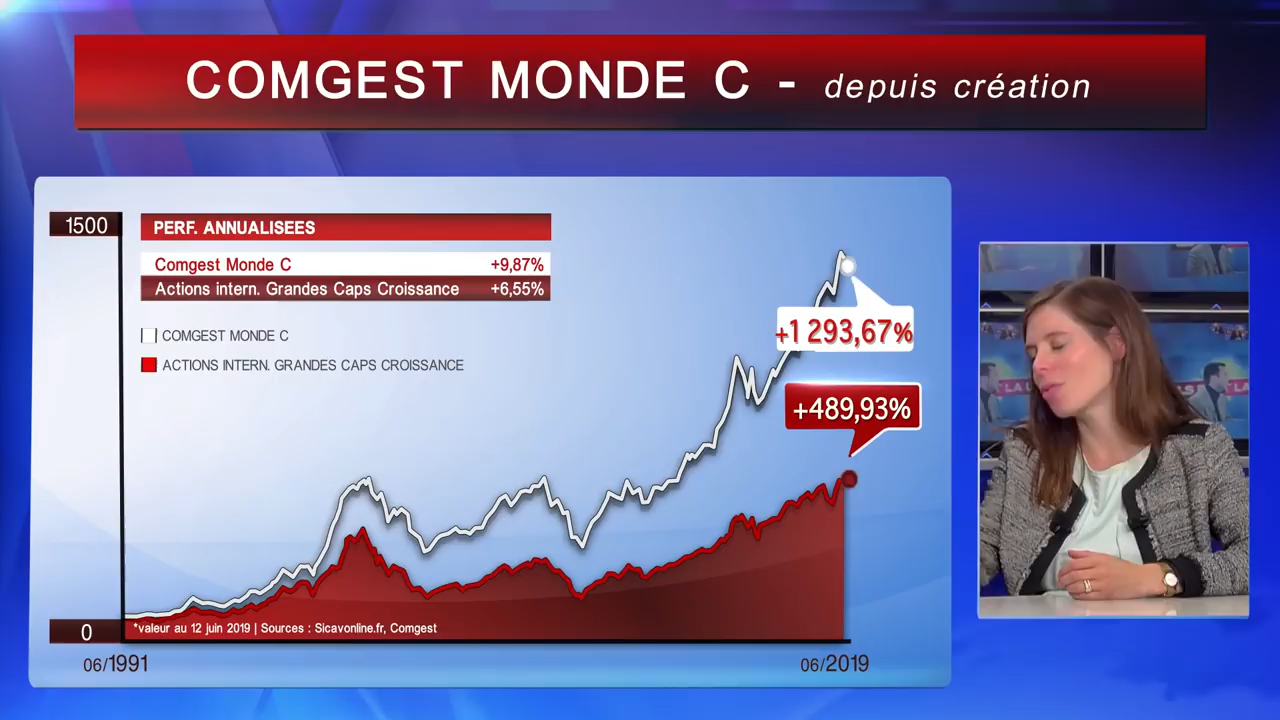 COMGEST MONDE C - depuis création
1500
PERF. ANNUALISEES
Comgest Monde C +9,87%
Actions intern. Grandes Caps Croissance +6,55%
COMGEST MONDE C
ACTIONS INTERN. GRANDES CAPS CROISSANCE
+1 293,67%
+489,93%
0
*valeur au 12 juin 2019 | Sources : Sicavonline.fr, Comgest
06/1991
06/2019